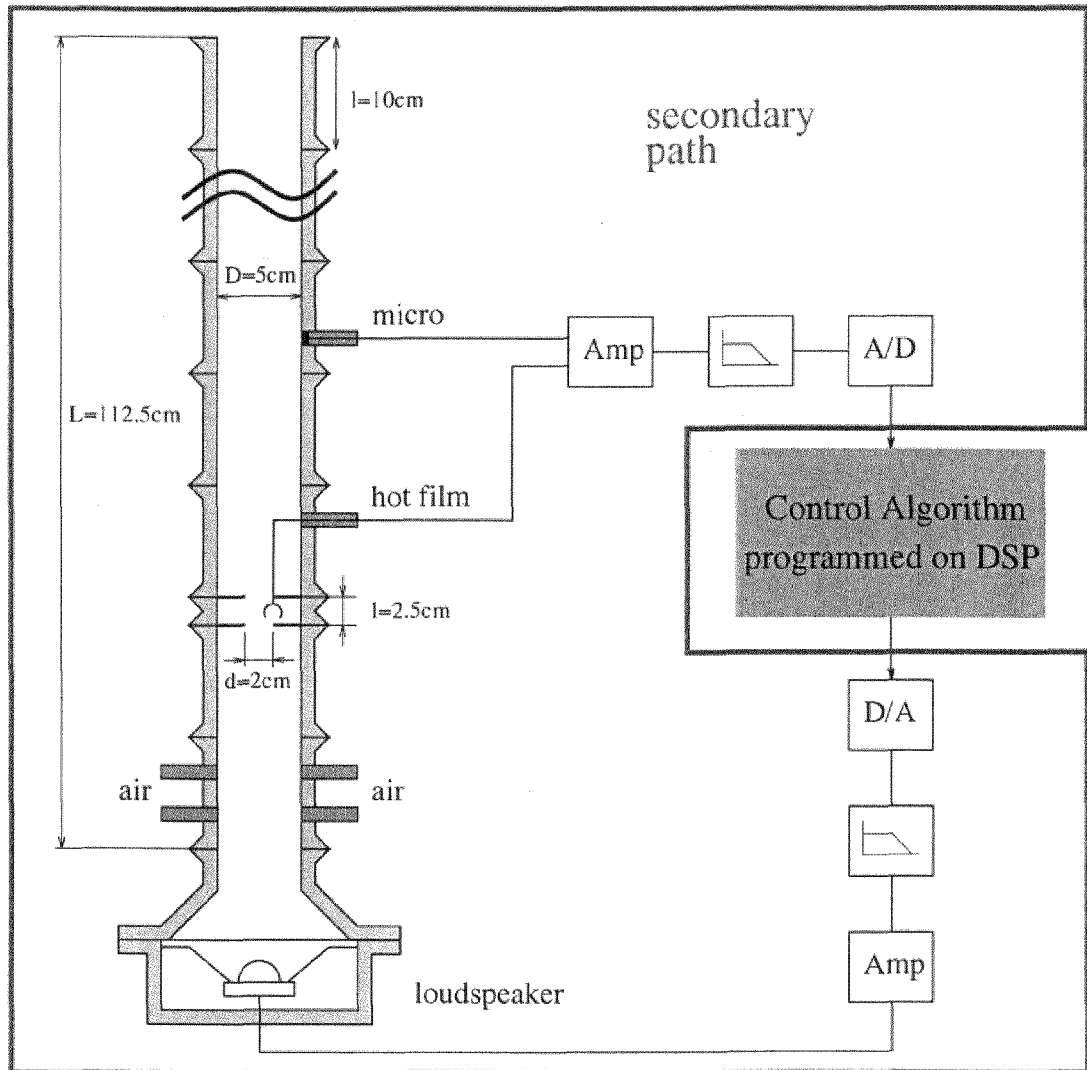 l=10cm
secondary
path
D=5cm
micro
Amp
A/D
L=112.5cm
hot film
Control Algorithm
programmed on DSP
l=2.5cm
d=2cm
D/A
air
air
Amp
loudspeaker